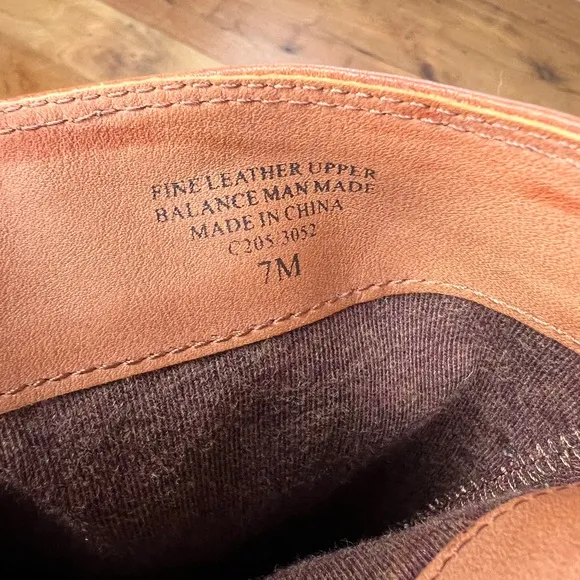 FINE LEATHER UPPER
BALANCE MAN MADE
MADE IN CHINA
C205 3052
7M